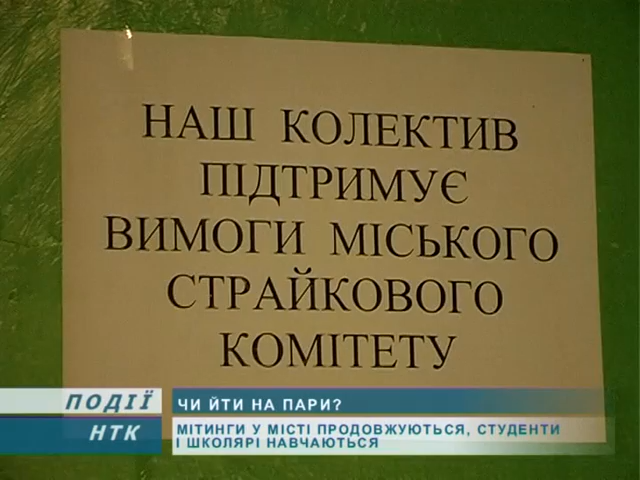 НАШ КОЛЕКТИВ
ПІДТРИМУЄ
ВИМОГИ МІСЬКОГО
СТРАЙКОВОГО
КОМІТЕТУ
ПОДІЇ
НТК
ЧИ ЙТИ НА ПАРИ?
МІТИНГИ У МІСТІ ПРОДОВЖУЮТЬСЯ, СТУДЕНТИ
І ШКОЛЯРІ НАВЧАЮТЬСЯ